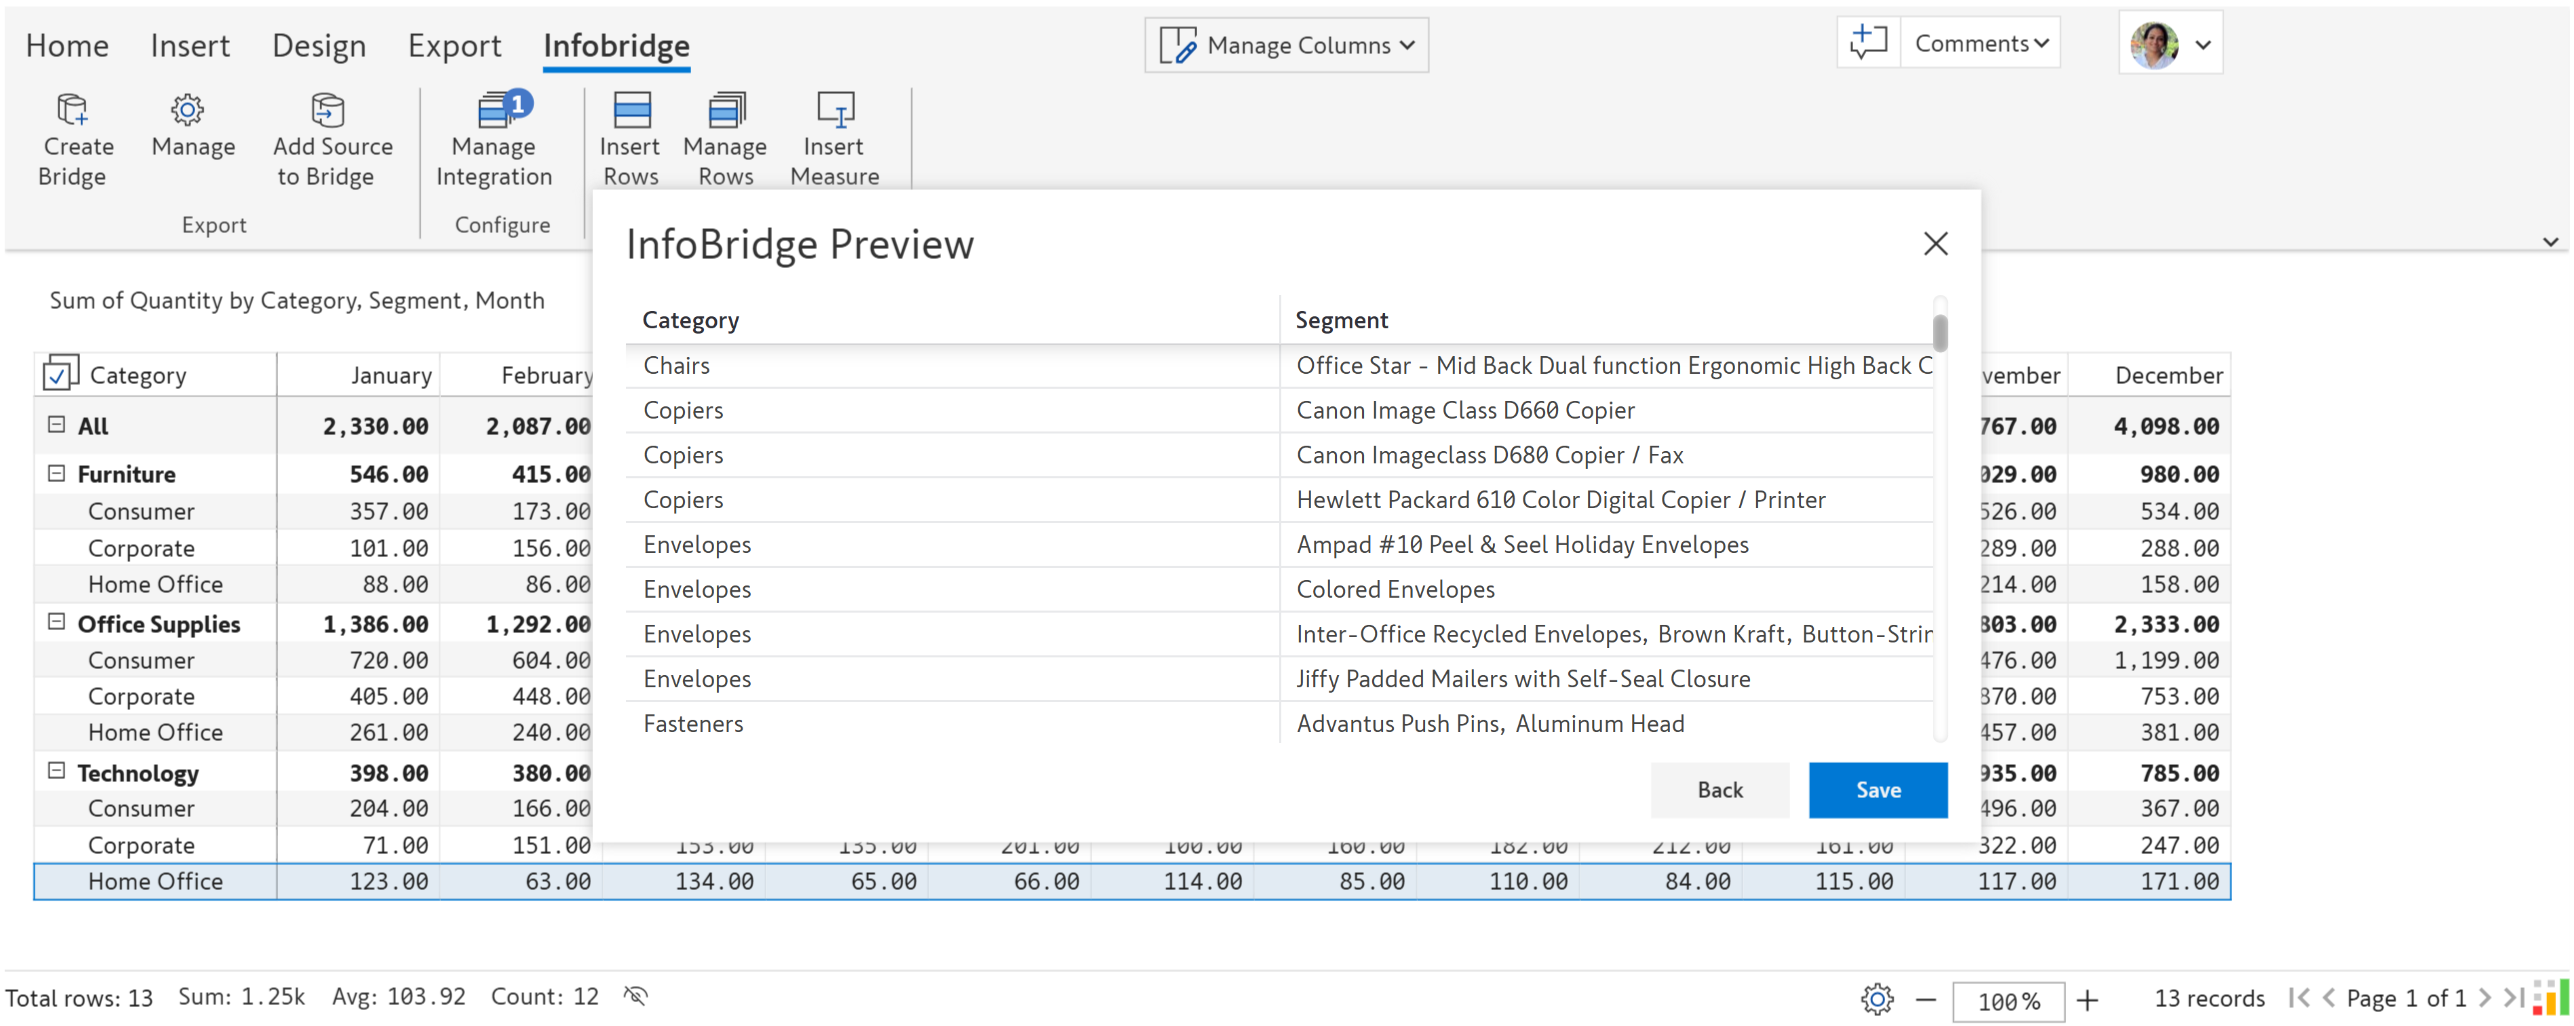 Home Insert Design Export Infobridge Manage Columns Comments
Create Bridge
Manage
Add Source to Bridge
1
Manage Integration
Insert Rows
Manage Rows
Insert Measure
Export
Configure
Sum of Quantity by Category, Segment, Month
InfoBridge Preview
Category Segment
Chairs Office Star - Mid Back Dual function Ergonomic High Back C
Copiers Canon Image Class D660 Copier
Copiers Canon Imageclass D680 Copier / Fax
Copiers Hewlett Packard 610 Color Digital Copier / Printer
Envelopes Ampad #10 Peel & Seel Holiday Envelopes
Envelopes Colored Envelopes
Envelopes Inter-Office Recycled Envelopes, Brown Kraft, Button-Strin
Envelopes Jiffy Padded Mailers with Self-Seal Closure
Fasteners Advantus Push Pins, Aluminum Head
Back Save
Category January February vember December
All 2,330.00 2,087.00 767.00 4,098.00
Furniture 546.00 415.00 029.00 980.00
Consumer 357.00 173.00 526.00 534.00
Corporate 101.00 156.00 289.00 288.00
Home Office 88.00 86.00 214.00 158.00
Office Supplies 1,386.00 1,292.00 803.00 2,333.00
Consumer 720.00 604.00 476.00 1,199.00
Corporate 405.00 448.00 870.00 753.00
Home Office 261.00 240.00 457.00 381.00
Technology 398.00 380.00 935.00 785.00
Consumer 204.00 166.00 496.00 367.00
Corporate 71.00 151.00 153.00 135.00 201.00 100.00 160.00 182.00 212.00 161.00 322.00 247.00
Home Office 123.00 63.00 134.00 65.00 66.00 114.00 85.00 110.00 84.00 115.00 117.00 171.00
Total rows: 13 Sum: 1.25k Avg: 103.92 Count: 12 100% 13 records Page 1 of 1